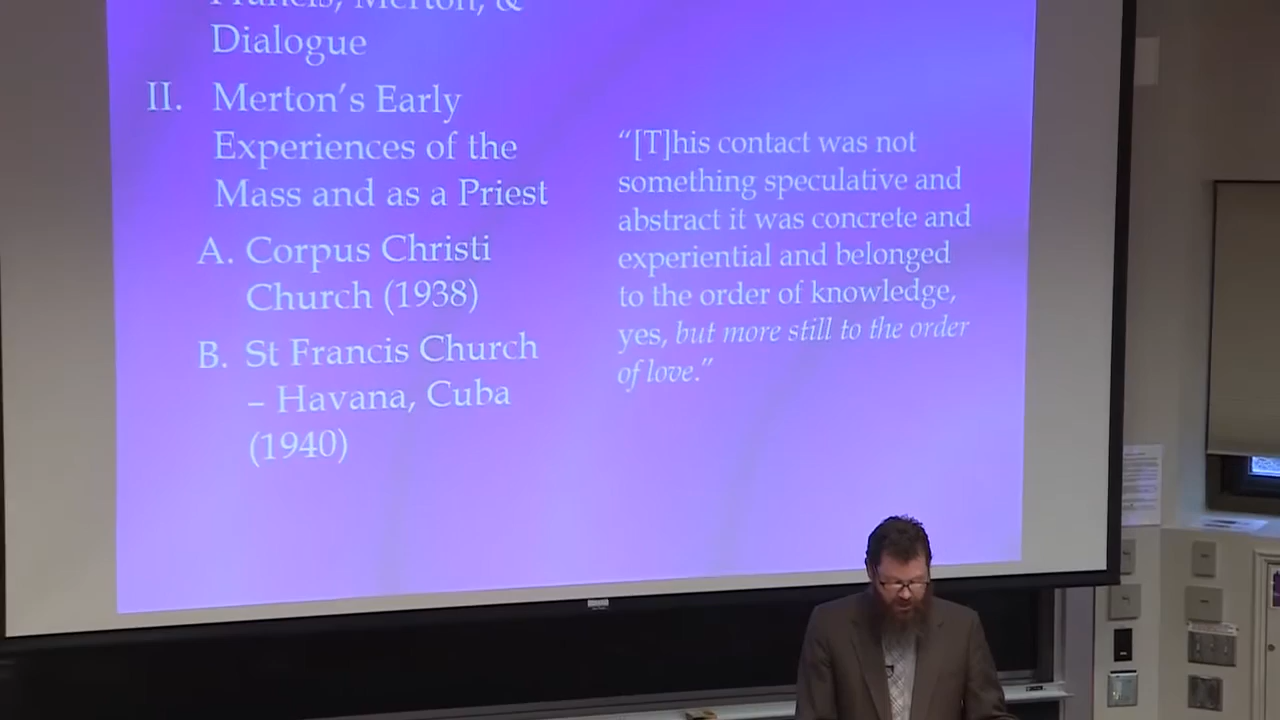 Francis, Merton, &
Dialogue
II. Merton's Early
Experiences of the
Mass and as a Priest
A. Corpus Christi
Church (1938)
B. St Francis Church
– Havana, Cuba
(1940)
"[T]his contact was not
something speculative and
abstract it was concrete and
experiential and belonged
to the order of knowledge,
yes, but more still to the order
of love."